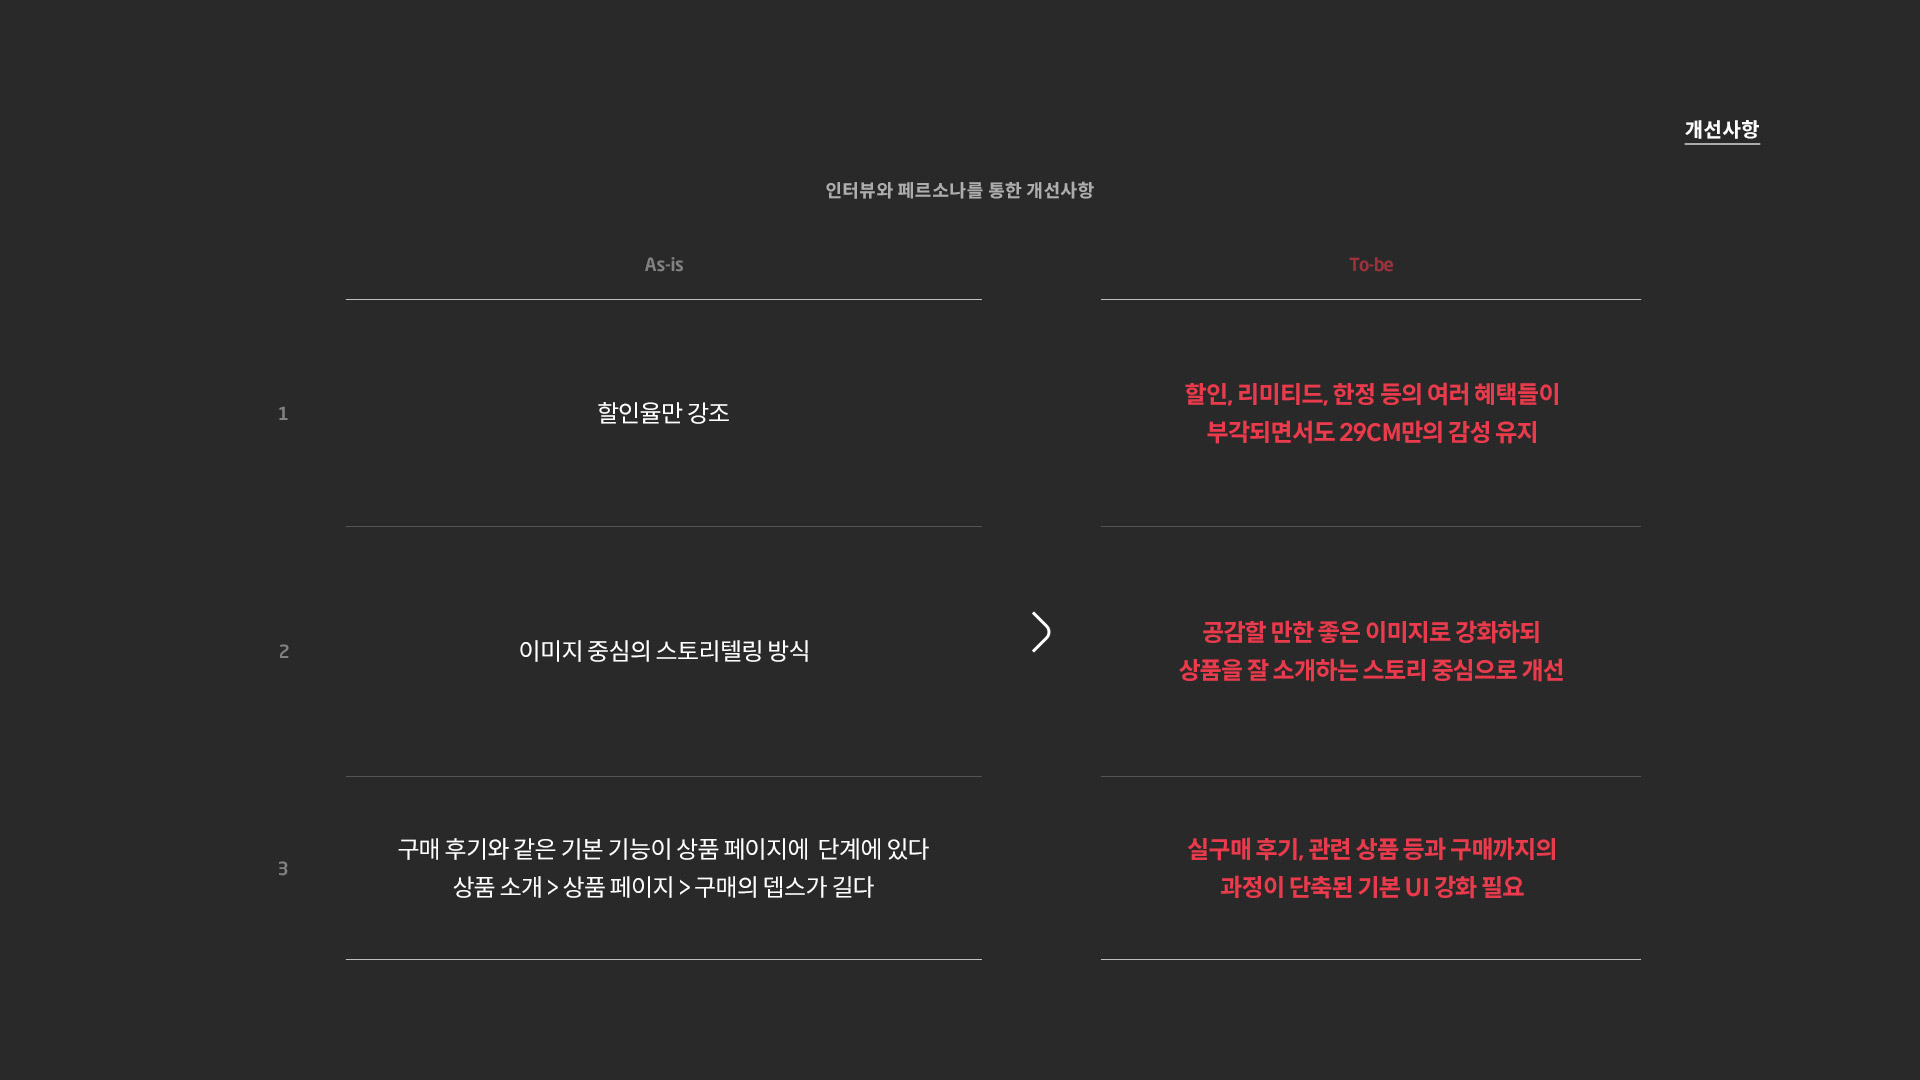 개선사항
인터뷰와 페르소나를 통한 개선사항
As-is
To-be
1
할인율만 강조
할인, 리미티드, 한정 등의 여러 혜택들이
부각되면서도 29CM만의 감성 유지
2
이미지 중심의 스토리텔링 방식
공감할 만한 좋은 이미지로 강화하되
상품을 잘 소개하는 스토리 중심으로 개선
3
구매 후기와 같은 기본 기능이 상품 페이지에 단계에 있다
상품 소개 > 상품 페이지 > 구매의 뎁스가 길다
실구매 후기, 관련 상품 등과 구매까지의
과정이 단축된 기본 UI 강화 필요